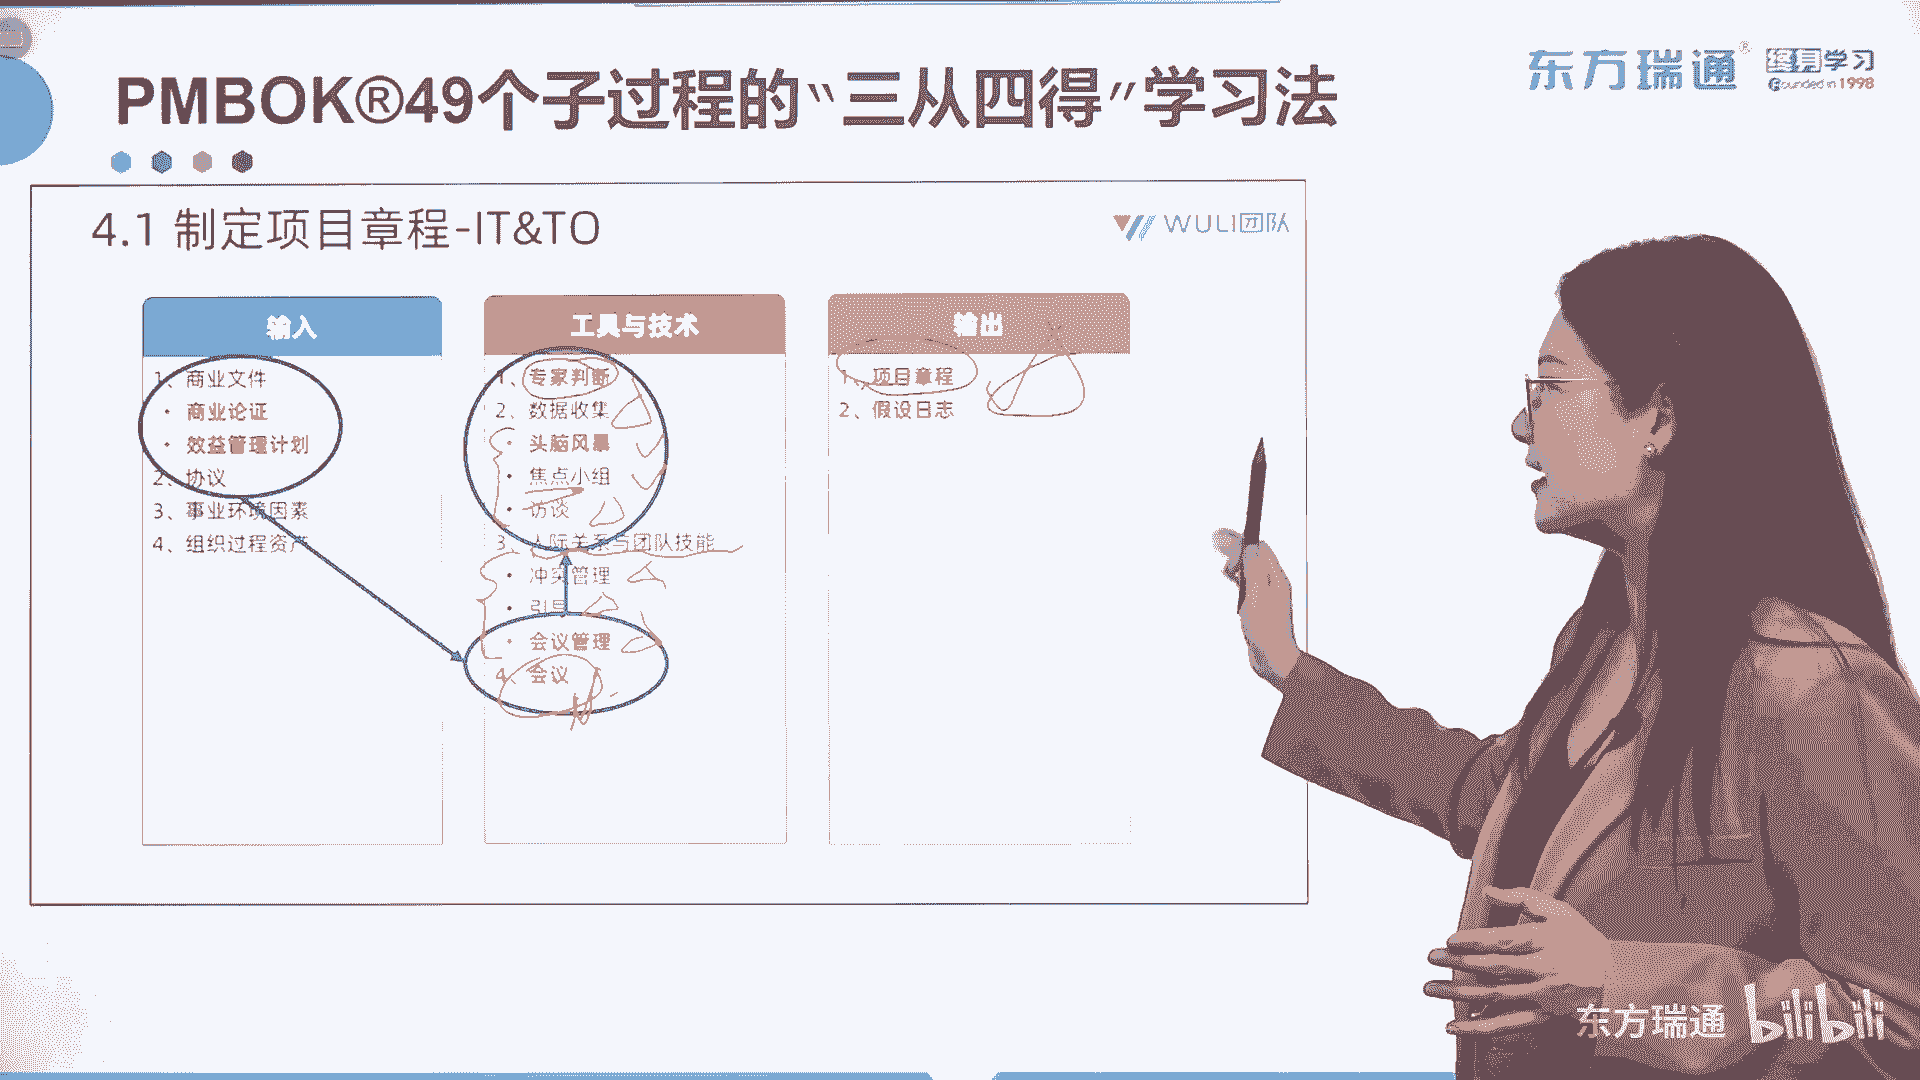 PMBOK®49个子过程的“三从四得”学习法
东方瑞通®
终身学习
Founded in 1998
4.1 制定项目章程-IT&TO
WULI团队
输入
1、商业文件
• 商业论证
• 效益管理计划
2、协议
3、事业环境因素
4、组织过程资产
工具与技术
1、专家判断
2、数据收集
• 头脑风暴
• 焦点小组
• 访谈
3、人际关系与团队技能
• 冲突管理
• 引导
• 会议管理
4、会议
输出
1、项目章程
2、假设日志
东方瑞通 bilibili